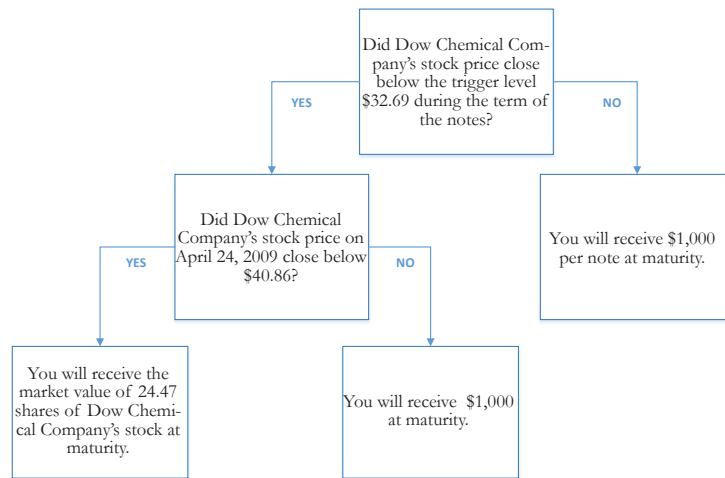 Did Dow Chemical Com-
pany's stock price close
below the trigger level
$32.69 during the term of
the notes?
YES
NO
Did Dow Chemical
Company's stock price on
April 24, 2009 close below
$40.86?
You will receive $1,000
per note at maturity.
YES
NO
You will receive the
market value of 24.47
shares of Dow Chemi-
cal Company's stock at
maturity.
You will receive  $1,000
at maturity.